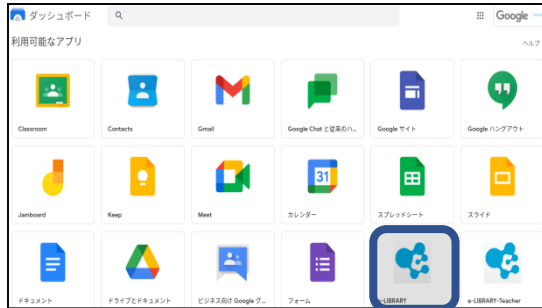 ダッシュボード
Google
利用可能なアプリ
ヘルプ
Classroom
Contacts
Gmail
Google Chat と従来のハ...
Google サイト
Google ハングアウト
31
Jamboard
Keep
Meet
カレンダー
スプレッドシート
スライド
ドキュメント
ドライブとドキュメント
ビジネス向け Google グ...
フォーム
e-LIBRARY
e-LIBRARY-Teacher